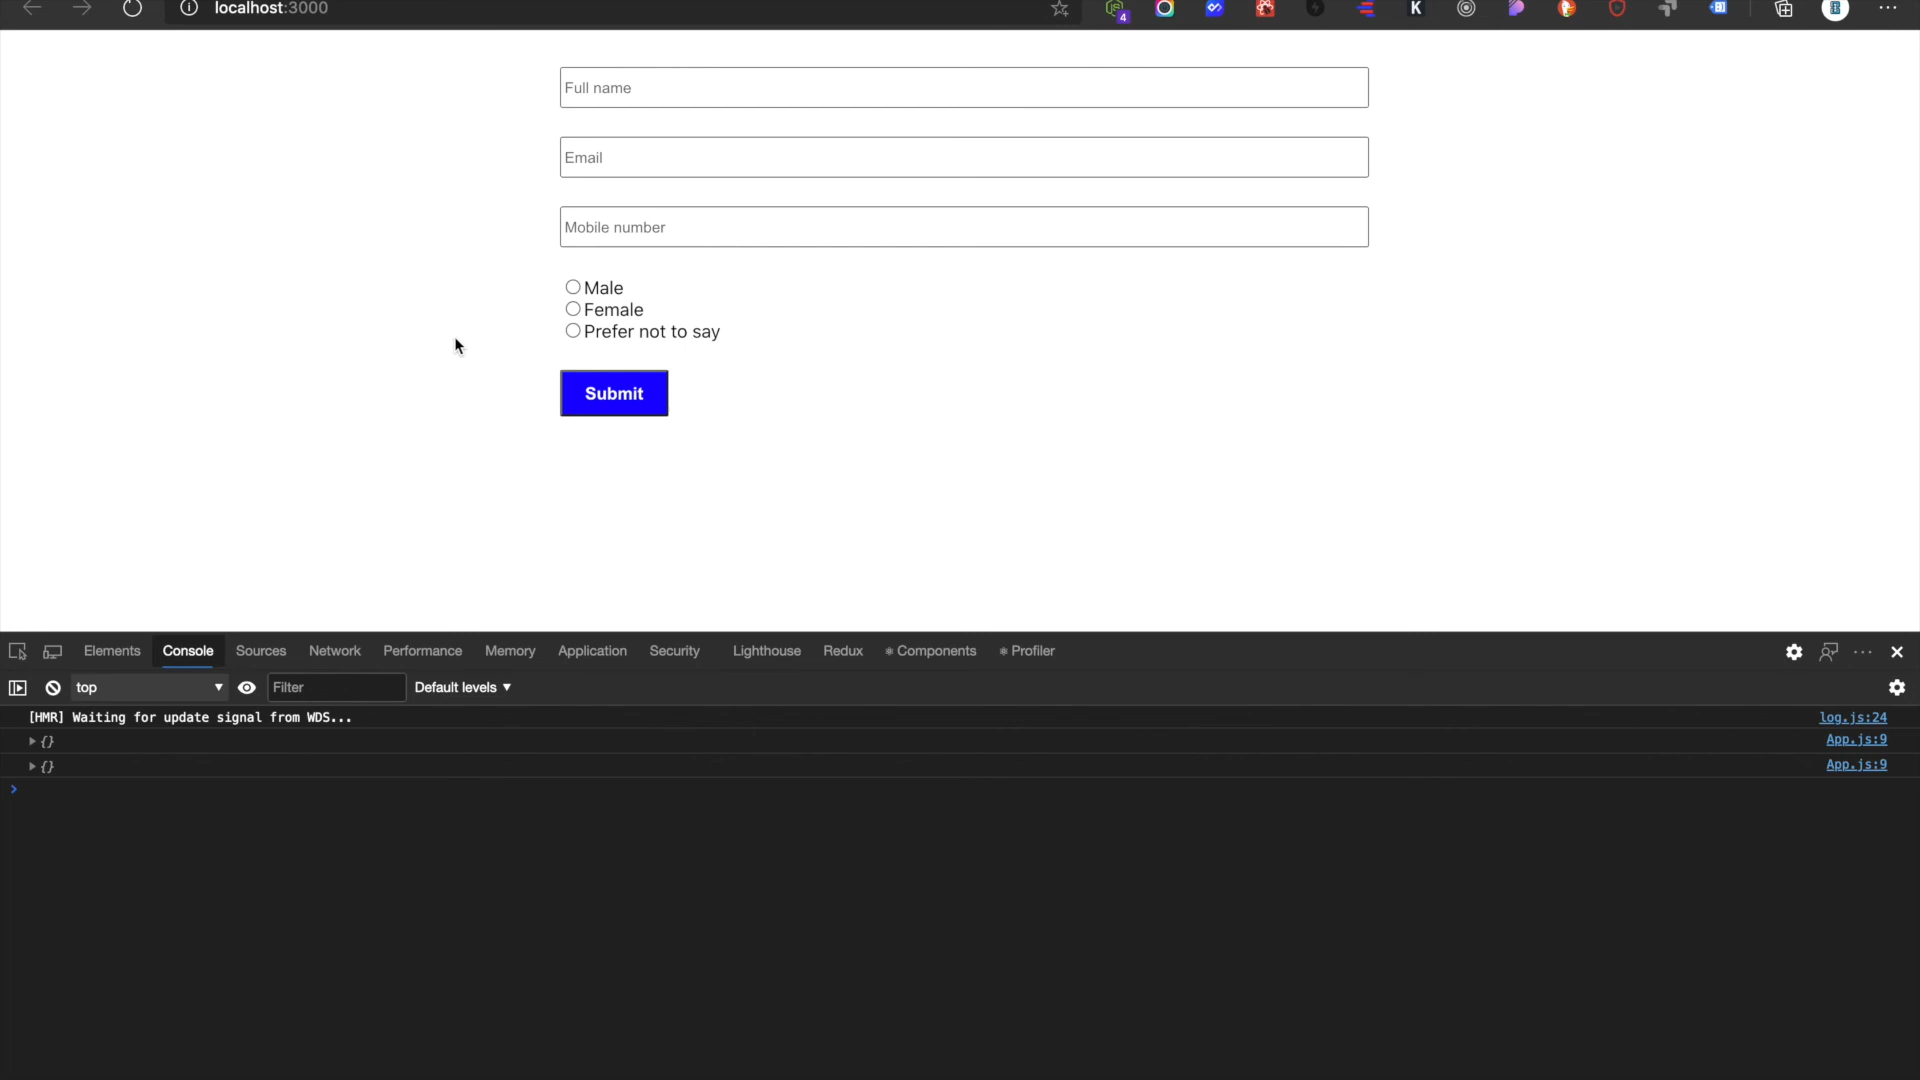 localhost:3000
4
K
Full name
Email
Mobile number
Male
Female
Prefer not to say
Submit
Elements Console Sources Network Performance Memory Application Security Lighthouse Redux Components Profiler
top Filter Default levels
[HMR] Waiting for update signal from WDS... log.js:24
{} App.js:9
{} App.js:9